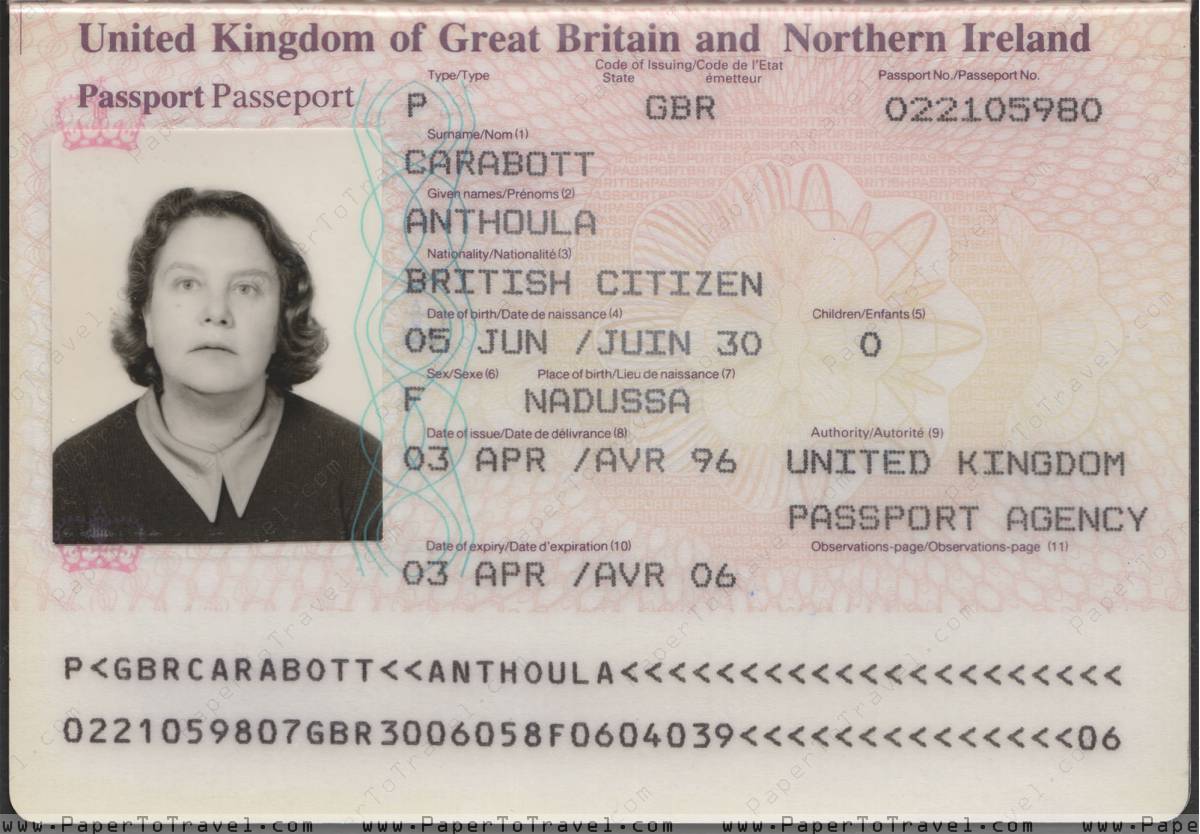 United Kingdom of Great Britain and Northern Ireland
Passport Passeport
Type/Type
Code of Issuing/Code de l'Etat
State émetteur
Passport No./Passeport No.
P
GBR
022105980
Surname/Nom (1)
CARABOTT
Given names/Prénoms (2)
ANTHOULA
Nationality/Nationalité (3)
BRITISH CITIZEN
Date of birth/Date de naissance (4)
Children/Enfants (5)
05 JUN /JUIN 30
0
Sex/Sexe (6)
Place of birth/Lieu de naissance (7)
F
NADUSSA
Date of issue/Date de délivrance (8)
Authority/Autorité (9)
03 APR /AVR 96
UNITED KINGDOM
PASSPORT AGENCY
Date of expiry/Date d'expiration (10)
Observations-page/Observations-page (11)
03 APR /AVR 06
P<GBRCARABOTT<<ANTHOULA<<<<<<<<<<<<<<<<<<<<<
0221059807GBR3006058F0604039<<<<<<<<<<<<<<06
www.PaperToTravel.com www.PaperToTravel.com www.PaperToTravel.com www.PaperToTravel.com